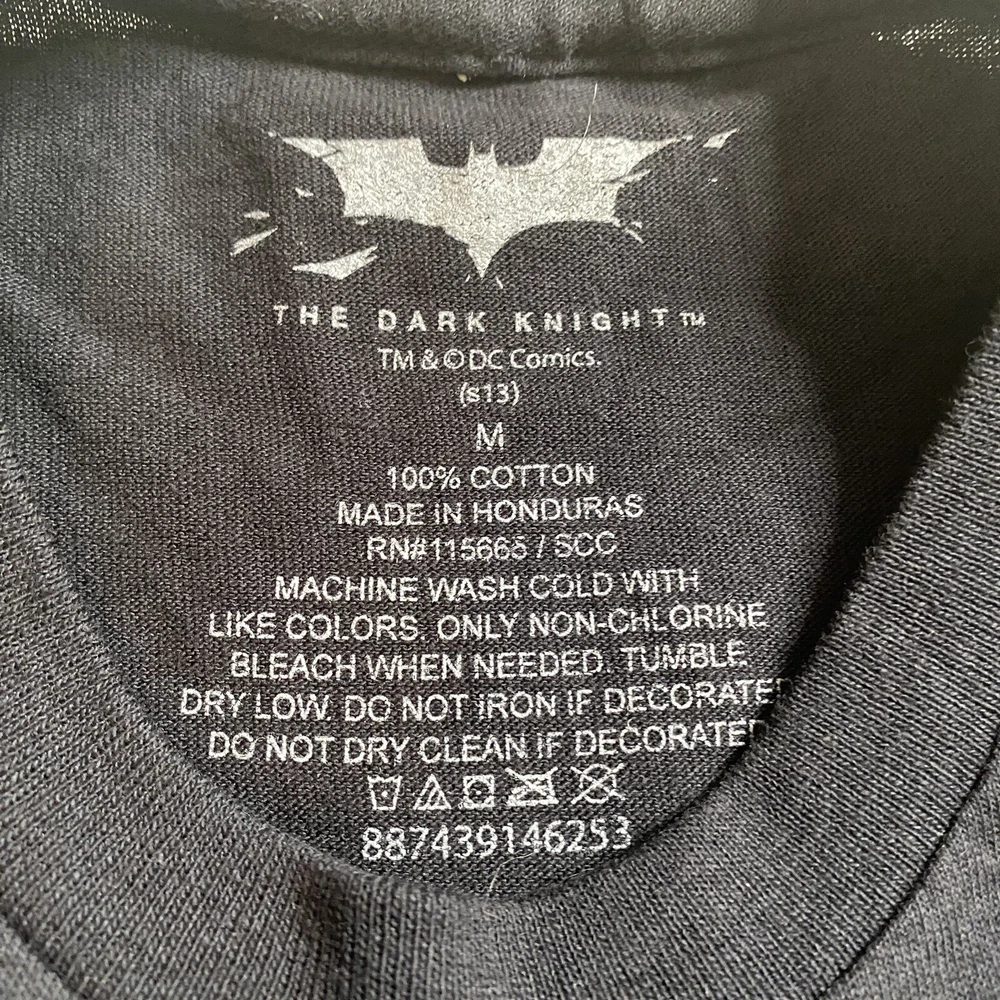 THE DARK KNIGHT™
TM & © DC Comics.
(s13)
M
100% COTTON
MADE IN HONDURAS
RN#115665 / SCC
MACHINE WASH COLD WITH
LIKE COLORS. ONLY NON-CHLORINE
BLEACH WHEN NEEDED. TUMBLE
DRY LOW. DO NOT IRON IF DECORATED
DO NOT DRY CLEAN IF DECORATED
887439146253